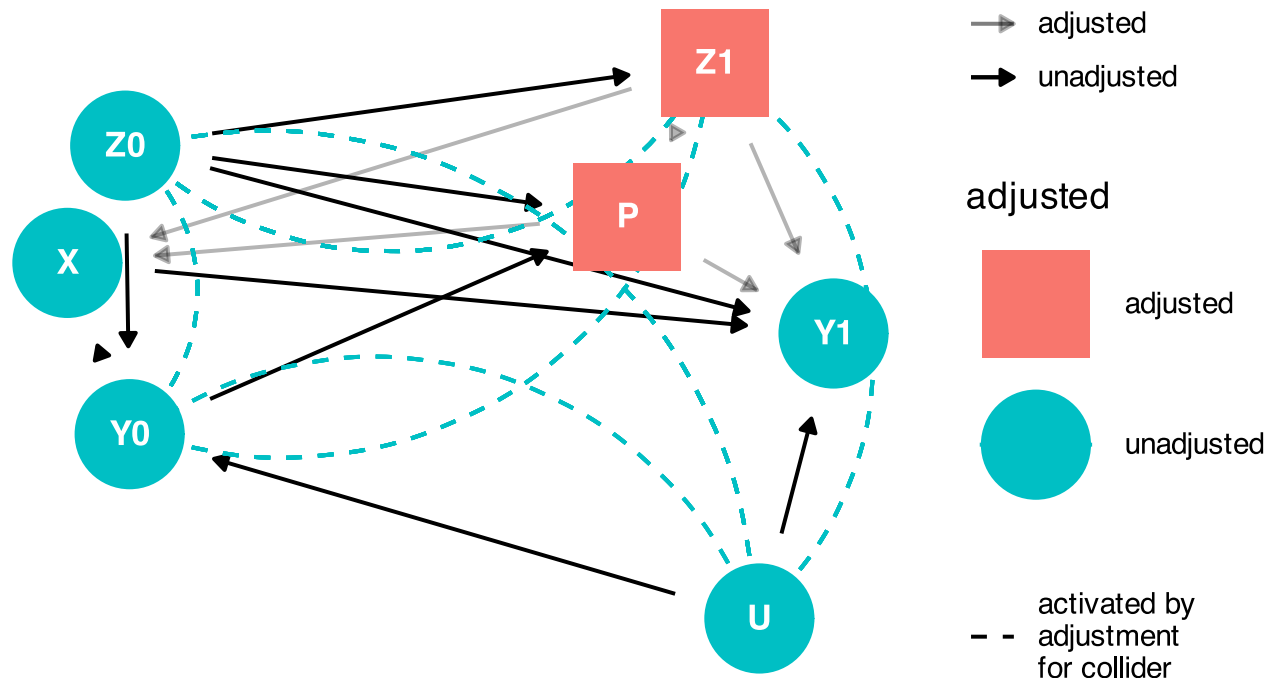 Z1
Z0
P
X
Y1
Y0
U
adjusted
unadjusted
adjusted
adjusted
unadjusted
activated by
adjustment
for collider